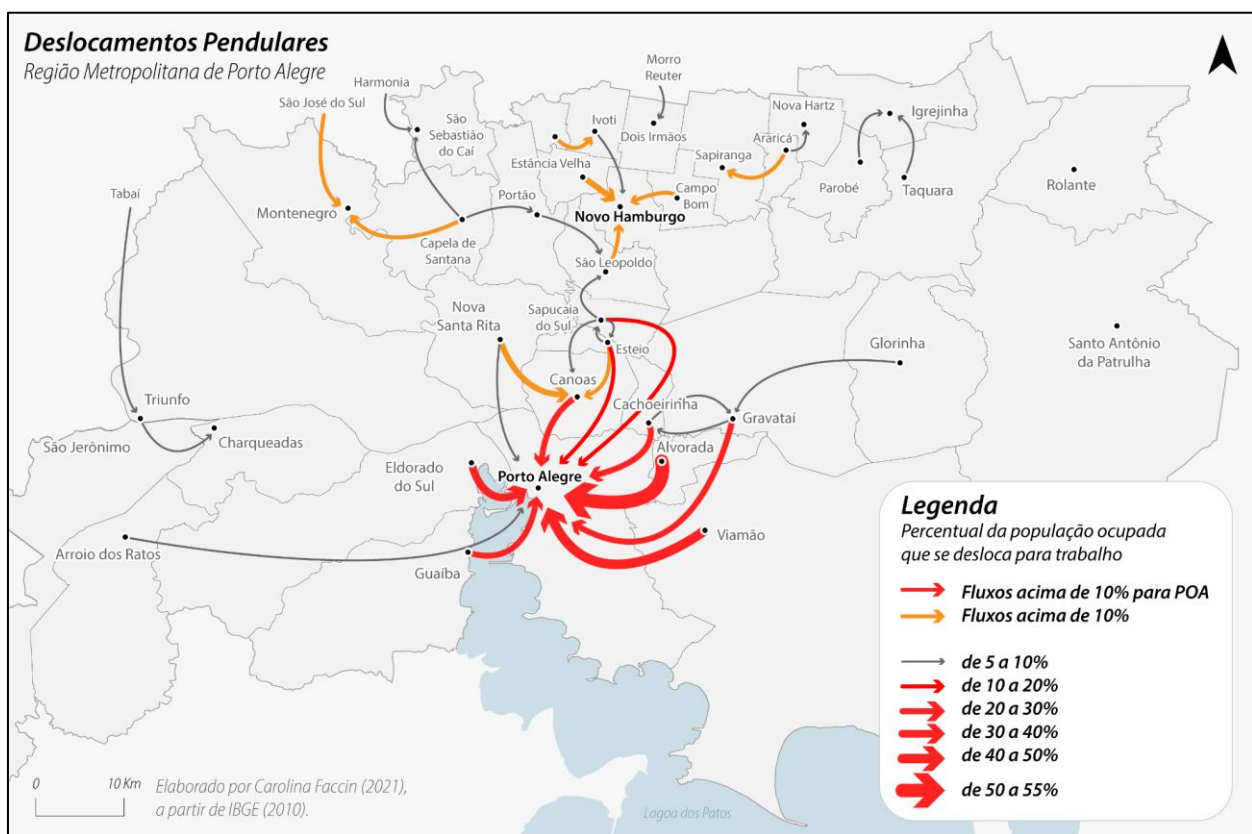 Deslocamentos Pendulares
Região Metropolitana de Porto Alegre
Morro
Reuter
Harmonia
São José do Sul
Nova Hartz
Igrejinha
São
Sebastião
do Caí
Ivoti
Dois Irmãos
Araricá
Estância Velha
Sapiranga
Tabaí
Portão
Campo
Bom
Parobé
Taquara
Rolante
Montenegro
Novo Hamburgo
Capela de
Santana
São Leopoldo
Nova
Santa Rita
Sapucaia
do Sul
Esteio
Glorinha
Santo Antônio
da Patrulha
Canoas
Triunfo
Cachoeirinha
Gravataí
São Jerônimo
Charqueadas
Alvorada
Eldorado
do Sul
Porto Alegre
Viamão
Arroio dos Ratos
Guaíba
Legenda
Percentual da população ocupada
que se desloca para trabalho
Fluxos acima de 10% para POA
Fluxos acima de 10%
de 5 a 10%
de 10 a 20%
de 20 a 30%
de 30 a 40%
de 40 a 50%
de 50 a 55%
0 10 Km
Elaborado por Carolina Faccin (2021),
a partir de IBGE (2010).
Lagoa dos Patos